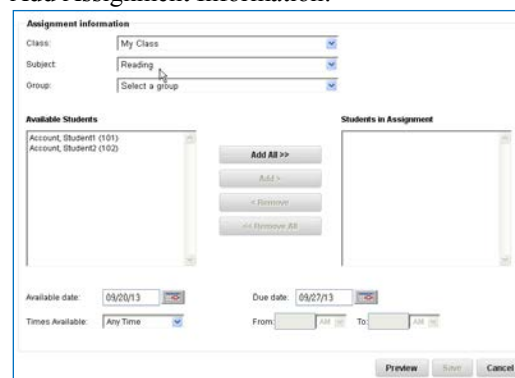 Add Assignment Information:
Assignment information
Class: My Class
Subject: Reading
Group: Select a group
Available Students Students in Assignment
Account, Student1 (101)
Account, Student2 (102)
Add All >>
Add >
< Remove
<< Remove All
Available date: 09/20/13 Due date: 09/27/13
Times Available: Any Time From: AM To: AM
Preview Save Cancel